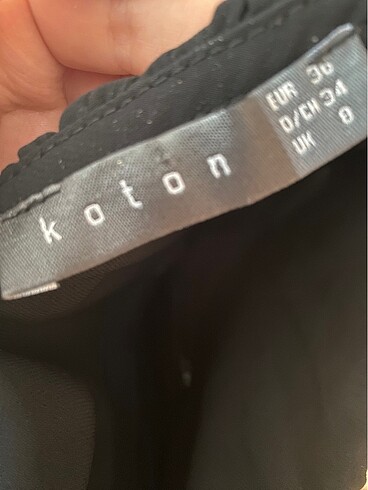 koton
EUR 36
D/CH 34
UK 8